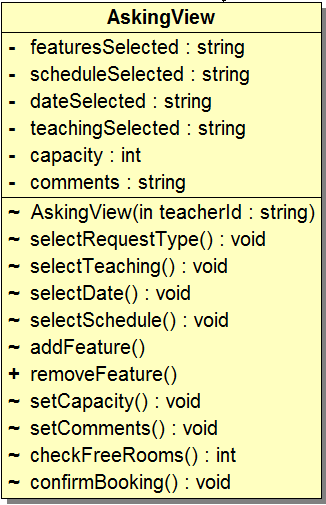 AskingView
- featuresSelected : string
- scheduleSelected : string
- dateSelected : string
- teachingSelected : string
- capacity : int
- comments : string
~ AskingView(in teacherId : string)
~ selectRequestType() : void
~ selectTeaching() : void
~ selectDate() : void
~ selectSchedule() : void
~ addFeature()
+ removeFeature()
~ setCapacity() : void
~ setComments() : void
~ checkFreeRooms() : int
~ confirmBooking() : void